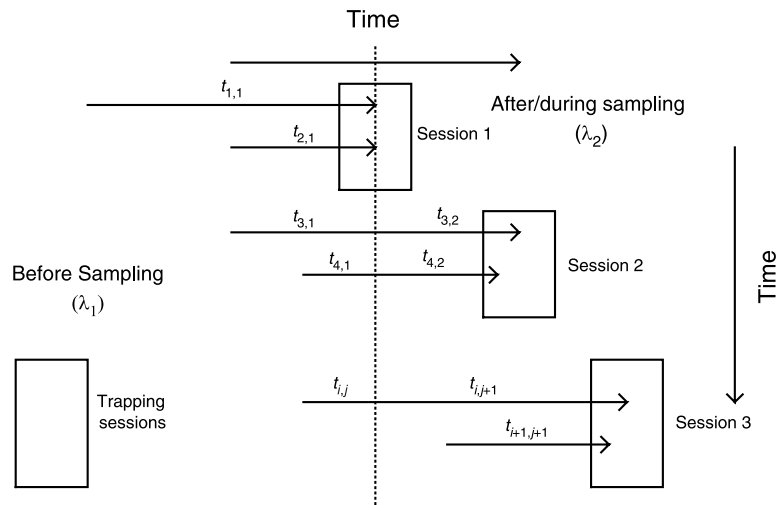 Time
t1,1
After/during sampling
(λ2)
Session 1
t2,1
t3,1
t3,2
Session 2
t4,1
t4,2
Before Sampling
(λ1)
Time
ti,j
ti,j+1
Trapping
sessions
Session 3
ti+1,j+1